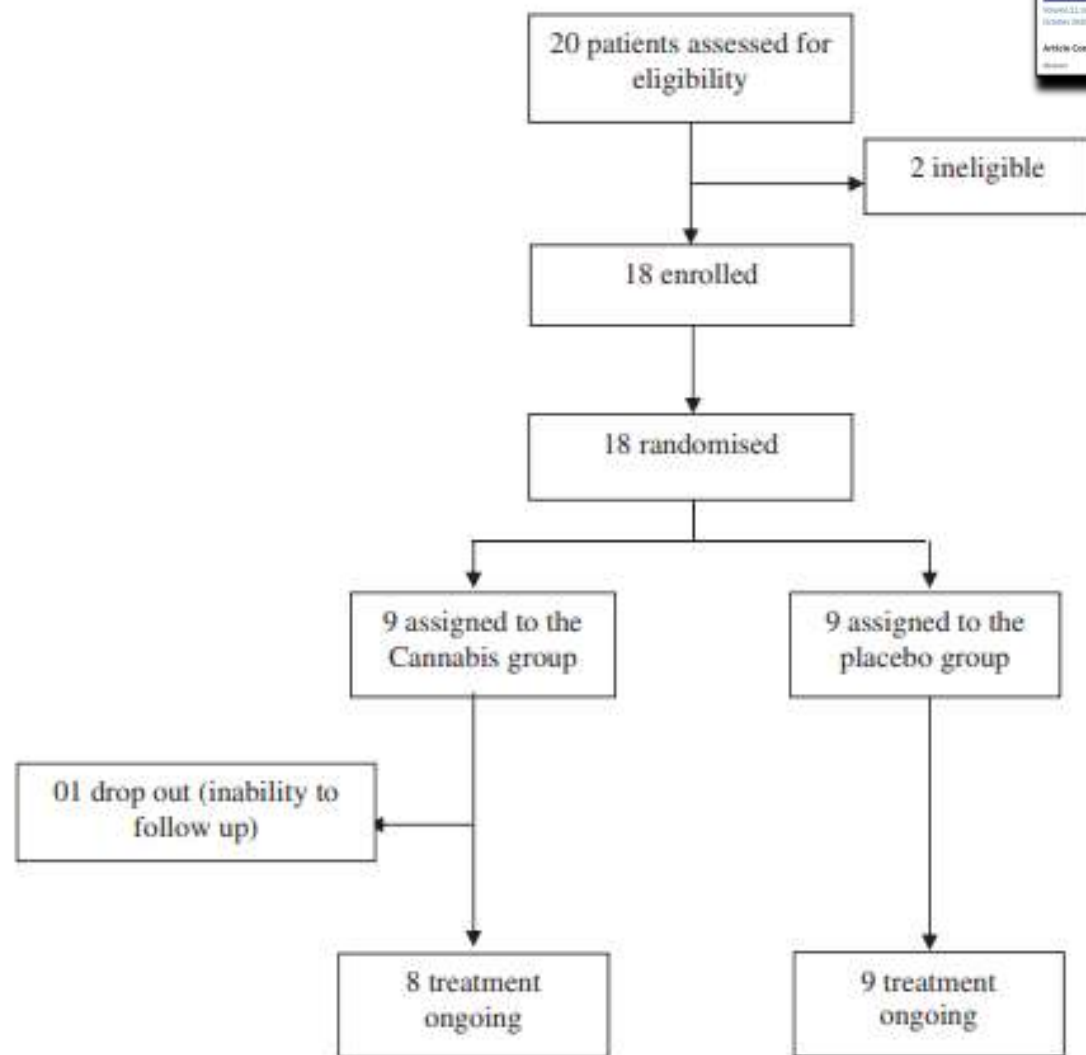 20 patients assessed for
eligibility
2 ineligible
18 enrolled
18 randomised
9 assigned to the
Cannabis group
9 assigned to the
placebo group
01 drop out (inability to
follow up)
8 treatment
ongoing
9 treatment
ongoing